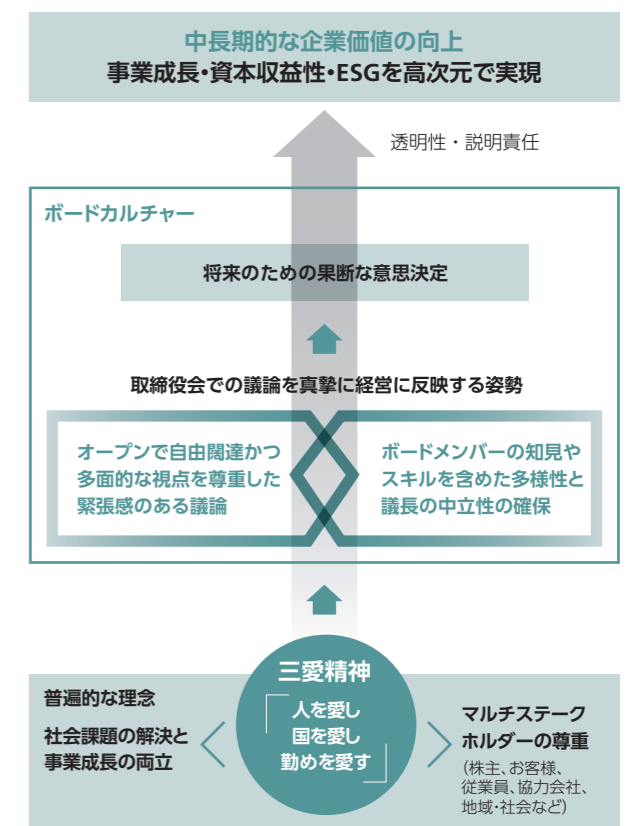 中長期的な企業価値の向上
事業成長・資本収益性・ESGを高次元で実現
透明性・説明責任
ボードカルチャー
将来のための果断な意思決定
取締役会での議論を真摯に経営に反映する姿勢
オープンで自由闊達かつ
多面的な視点を尊重した
緊張感のある議論
ボードメンバーの知見や
スキルを含めた多様性と
議長の中立性の確保
三愛精神
「人を愛し
国を愛し
勤めを愛す」
普遍的な理念
社会課題の解決と
事業成長の両立
マルチステーク
ホルダーの尊重
(株主、お客様、
従業員、協力会社、
地域・社会など)